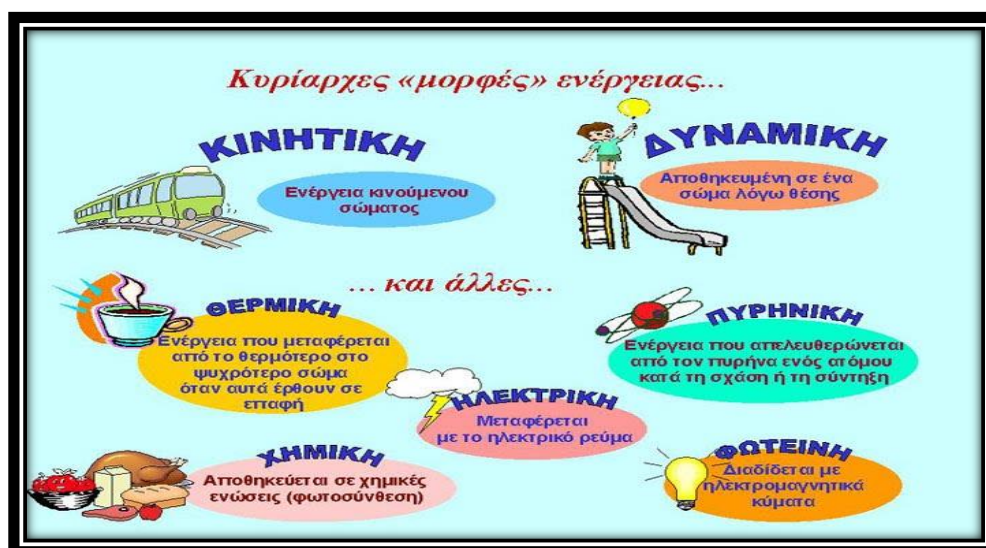 Κυρίαρχες «μορφές» ενέργειας...
ΚΙΝΗΤΙΚΗ
Ενέργεια κινούμενου
σώματος
ΔΥΝΑΜΙΚΗ
Αποθηκευμένη σε ένα
σώμα λόγω θέσης
... και άλλες...
ΘΕΡΜΙΚΗ
Ενέργεια που μεταφέρεται
από το θερμότερο στο
ψυχρότερο σώμα
όταν αυτά έρθουν σε
επαφή
ΠΥΡΗΝΙΚΗ
Ενέργεια που απελευθερώνεται
από τον πυρήνα ενός ατόμου
κατά τη σχάση ή τη σύντηξη
ΗΛΕΚΤΡΙΚΗ
Μεταφέρεται
με το ηλεκτρικό ρεύμα
ΧΗΜΙΚΗ
Αποθηκεύεται σε χημικές
ενώσεις (φωτοσύνθεση)
ΦΩΤΕΙΝΗ
Διαδίδεται με
ηλεκτρομαγνητικά
κύματα